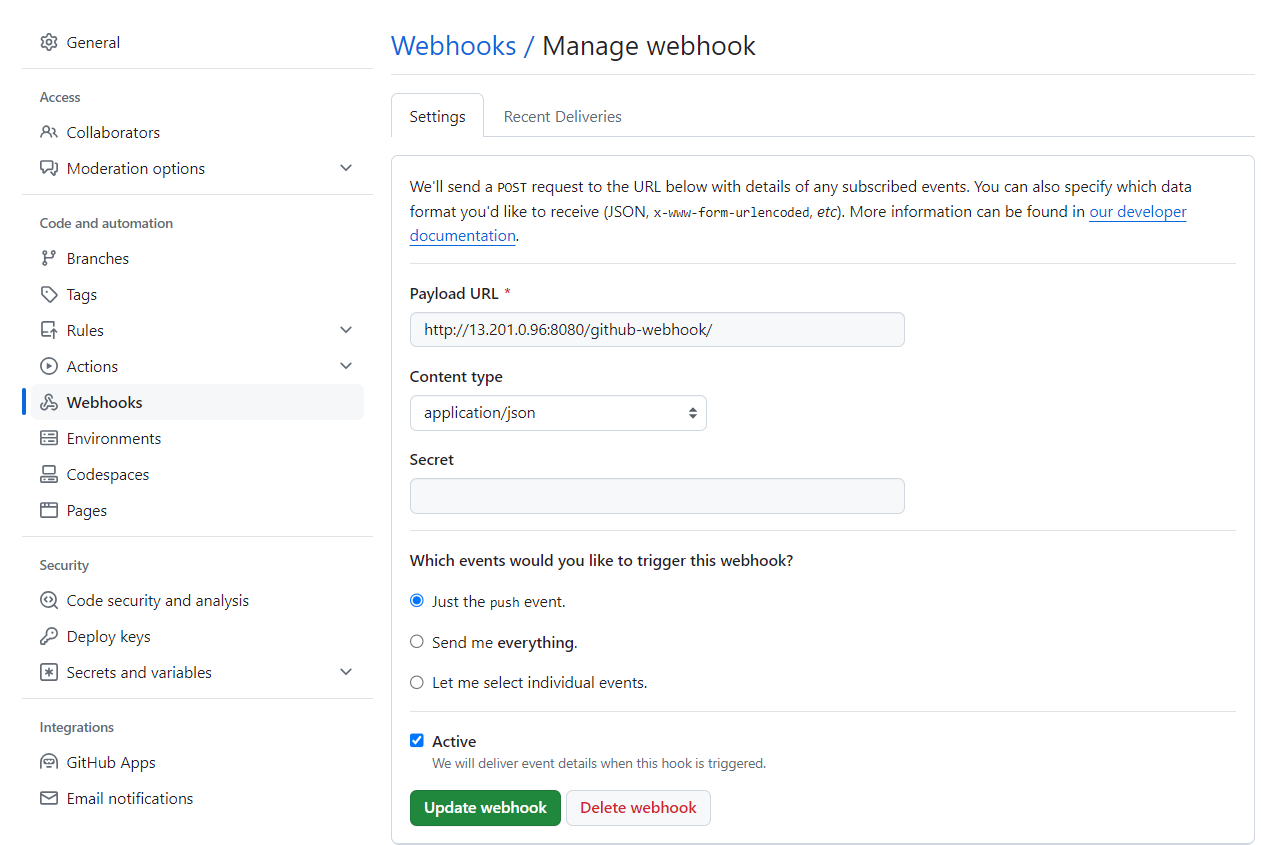 General
Access
Collaborators
Moderation options
Code and automation
Branches
Tags
Rules
Actions
Webhooks
Environments
Codespaces
Pages
Security
Code security and analysis
Deploy keys
Secrets and variables
Integrations
GitHub Apps
Email notifications
Webhooks / Manage webhook
Settings
Recent Deliveries
We'll send a POST request to the URL below with details of any subscribed events. You can also specify which data
format you'd like to receive (JSON, x-www-form-urlencoded, etc). More information can be found in our developer
documentation.
Payload URL *
http://13.201.0.96:8080/github-webhook/
Content type
application/json
Secret
Which events would you like to trigger this webhook?
Just the push event.
Send me everything.
Let me select individual events.
Active
We will deliver event details when this hook is triggered.
Update webhook
Delete webhook